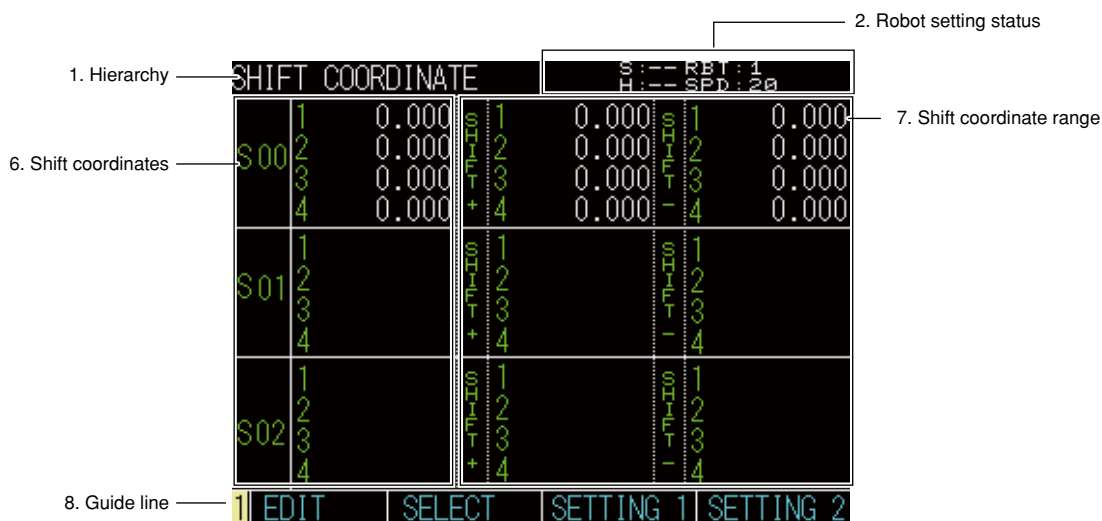 2. Robot setting status
1. Hierarchy
SHIFT COORDINATE
S:-- RBT:1
H:-- SPD:20
7. Shift coordinate range
6. Shift coordinates
S00
1 0.000
2 0.000
3 0.000
4 0.000
SHIFT+
1 0.000
2 0.000
3 0.000
4 0.000
SHIFT-
1 0.000
2 0.000
3 0.000
4 0.000
S01
1
2
3
4
SHIFT+
1
2
3
4
SHIFT-
1
2
3
4
S02
1
2
3
4
SHIFT+
1
2
3
4
SHIFT-
1
2
3
4
8. Guide line
1 EDIT SELECT SETTING 1 SETTING 2